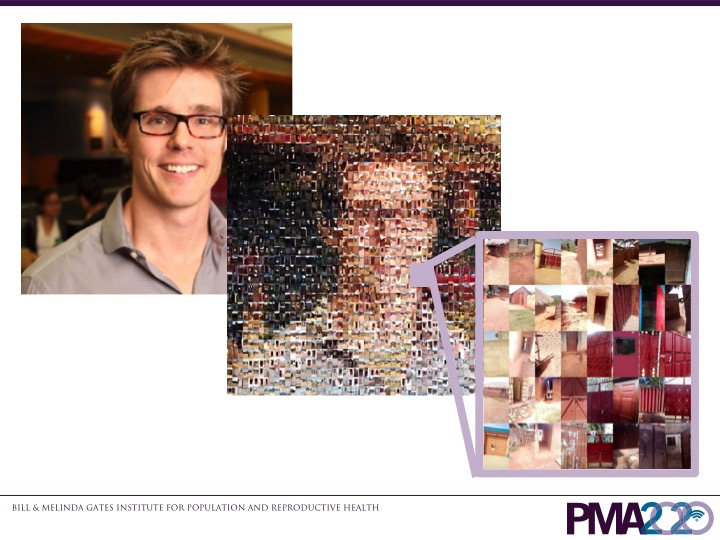 BILL & MELINDA GATES INSTITUTE FOR POPULATION AND REPRODUCTIVE HEALTH
PMA2020